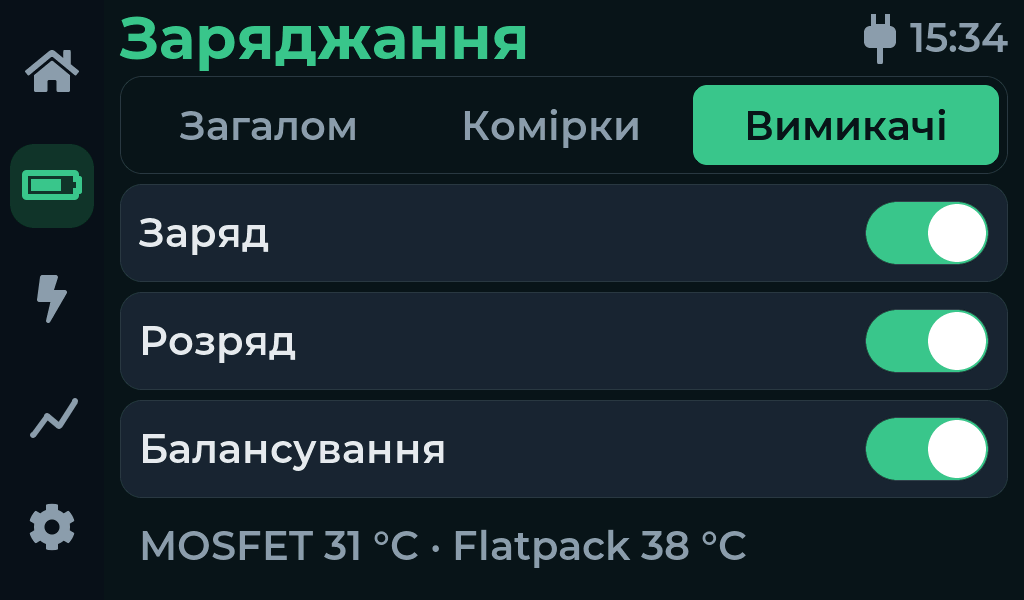 Заряджання
15:34
Загалом Комірки Вимикачі
Заряд
Розряд
Балансування
MOSFET 31 °C · Flatpack 38 °C